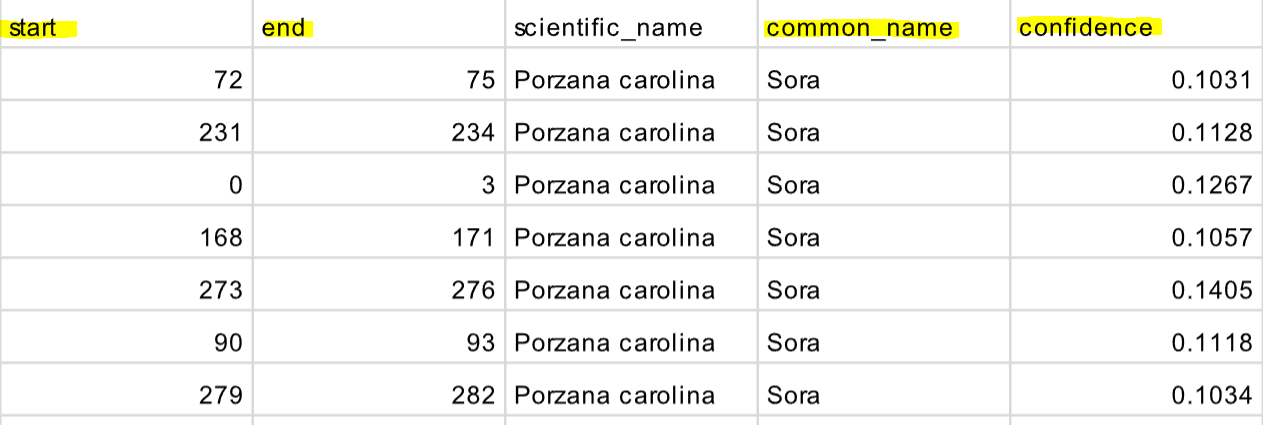 start end scientific_name common_name confidence
72 75 Porzana carolina Sora 0.1031
231 234 Porzana carolina Sora 0.1128
0 3 Porzana carolina Sora 0.1267
168 171 Porzana carolina Sora 0.1057
273 276 Porzana carolina Sora 0.1405
90 93 Porzana carolina Sora 0.1118
279 282 Porzana carolina Sora 0.1034